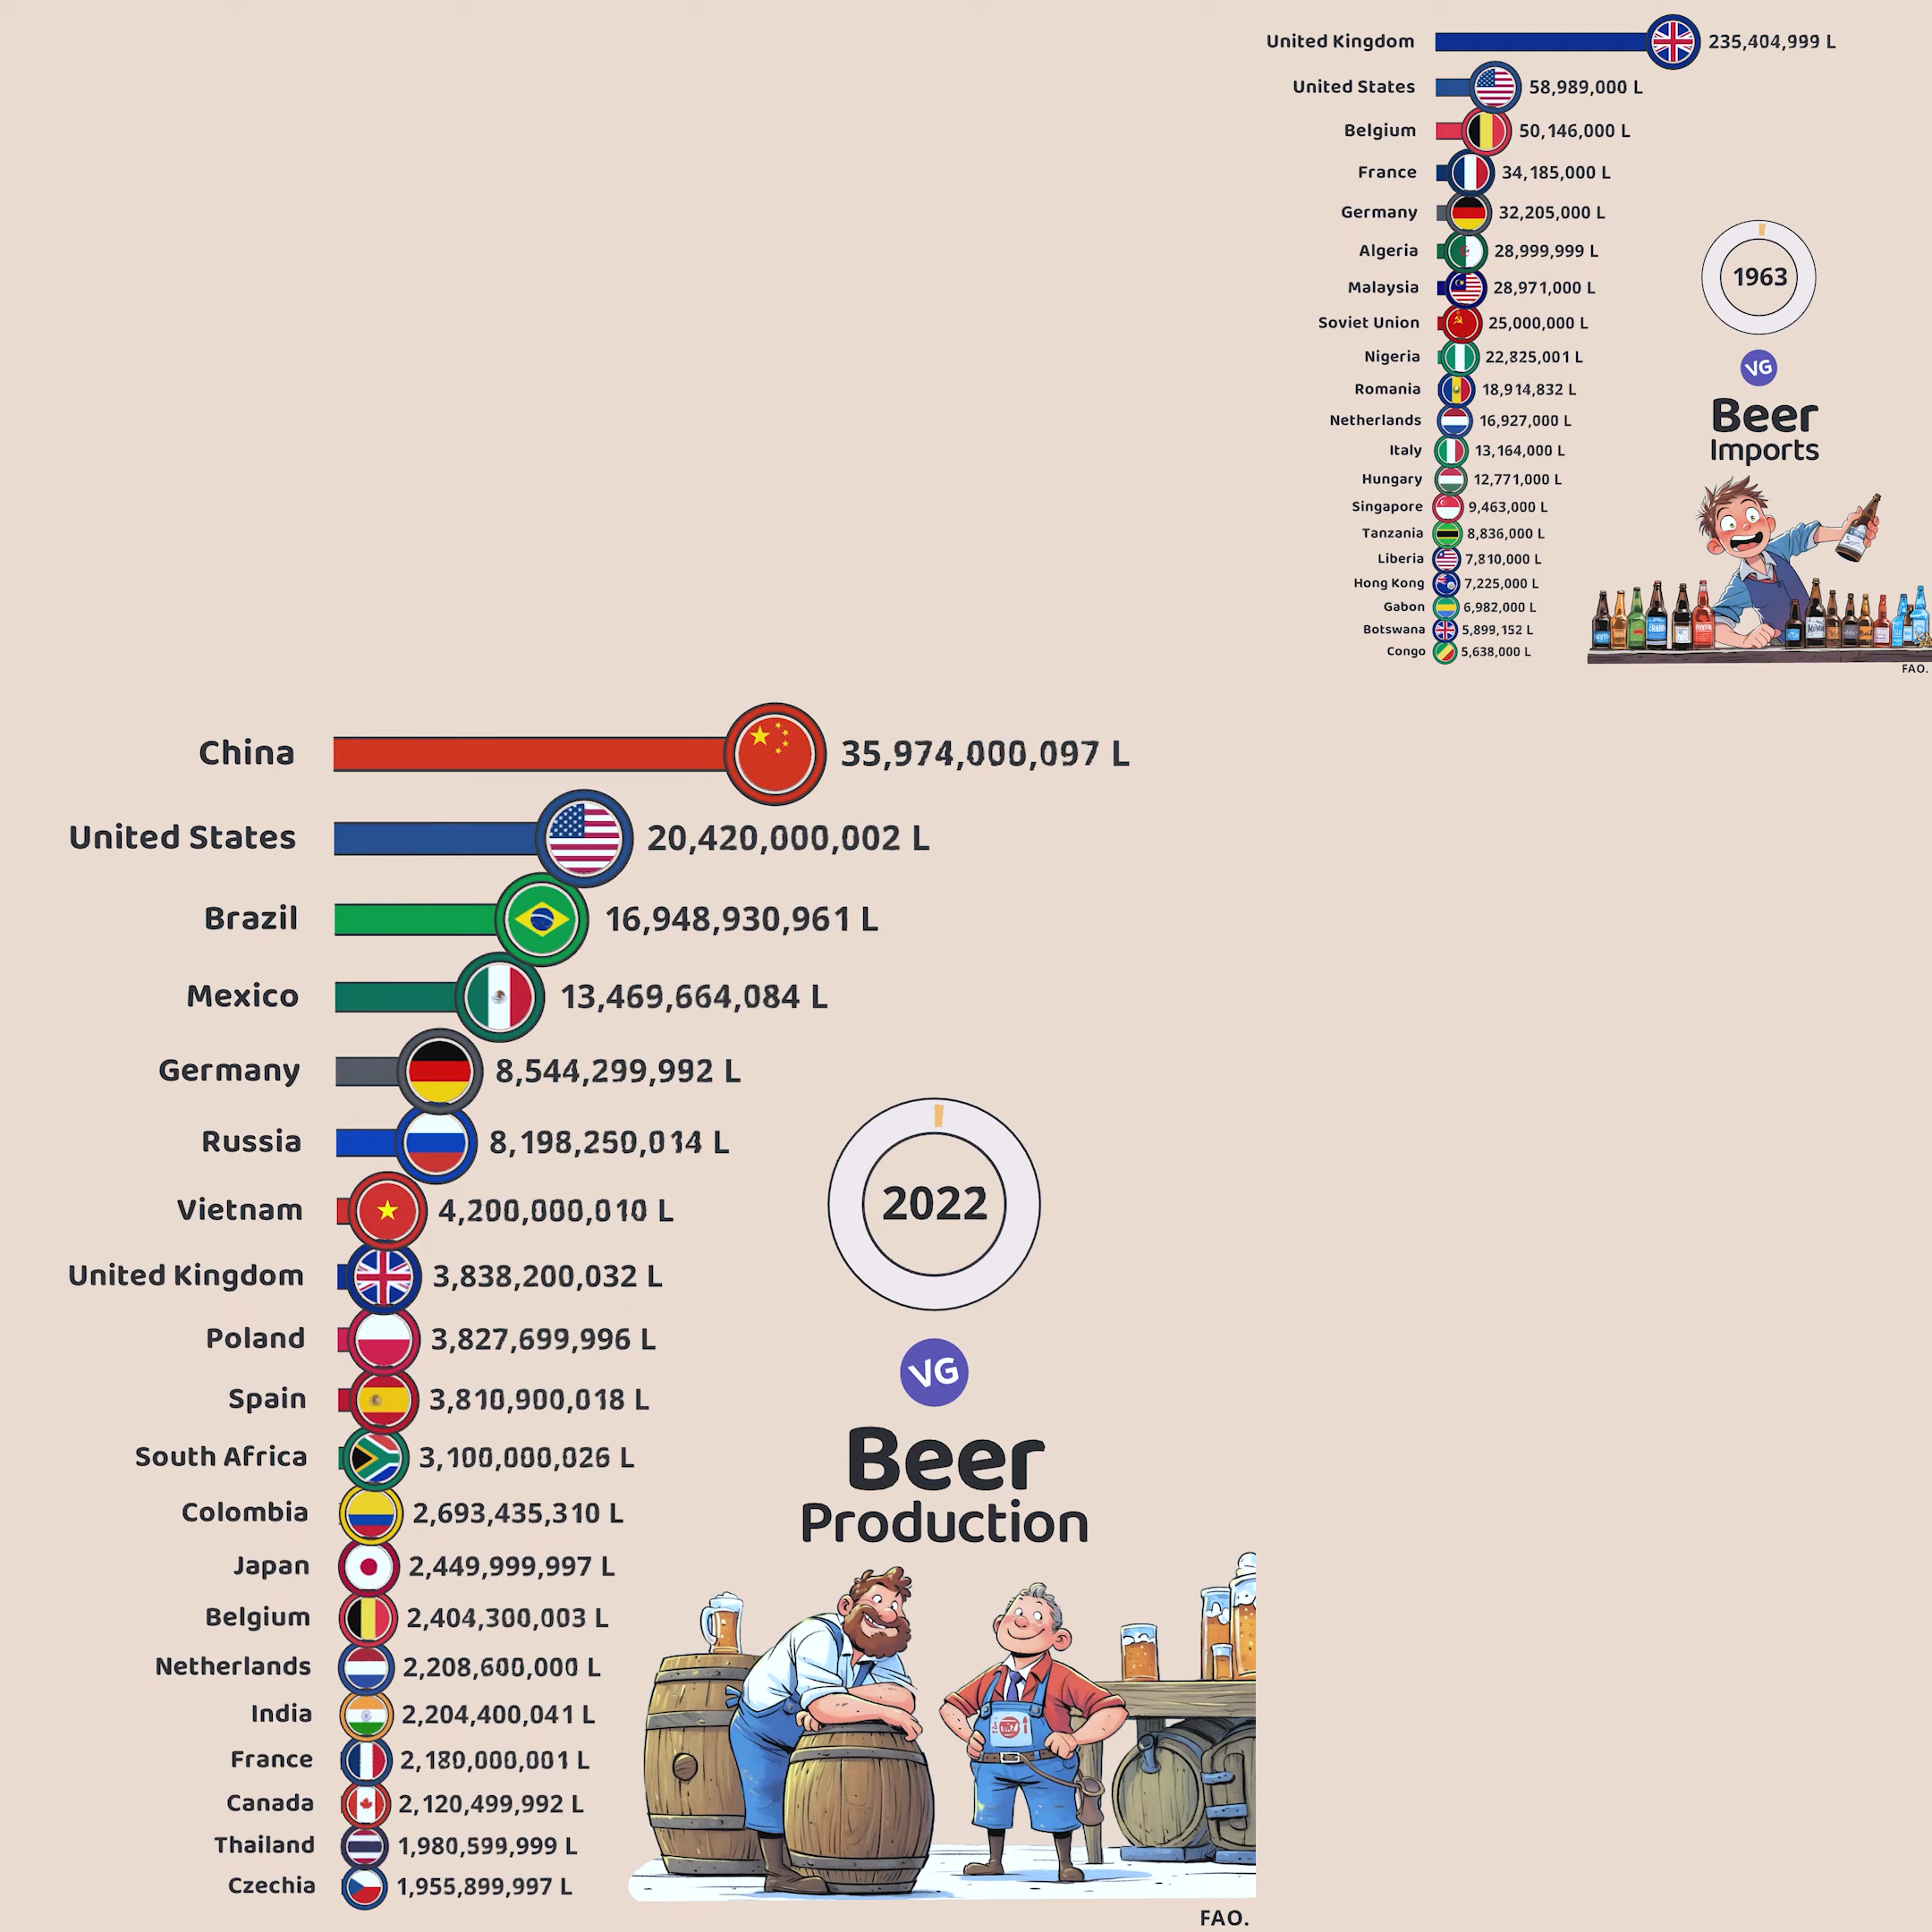 United Kingdom 235,404,999 L
United States 58,989,000 L
Belgium 50,146,000 L
France 34,185,000 L
Germany 32,205,000 L
Algeria 28,999,999 L
Malaysia 28,971,000 L
Soviet Union 25,000,000 L
Nigeria 22,825,001 L
Romania 18,914,832 L
Netherlands 16,927,000 L
Italy 13,164,000 L
Hungary 12,771,000 L
Singapore 9,463,000 L
Tanzania 8,836,000 L
Liberia 7,810,000 L
Hong Kong 7,225,000 L
Gabon 6,982,000 L
Botswana 5,899,152 L
Congo 5,638,000 L
1963
VG
Beer
Imports
FAO.
China 35,974,000,097 L
United States 20,420,000,002 L
Brazil 16,948,930,961 L
Mexico 13,469,664,084 L
Germany 8,544,299,992 L
Russia 8,198,250,014 L
Vietnam 4,200,000,010 L
United Kingdom 3,838,200,032 L
Poland 3,827,699,996 L
Spain 3,810,900,018 L
South Africa 3,100,000,026 L
Colombia 2,693,435,310 L
Japan 2,449,999,997 L
Belgium 2,404,300,003 L
Netherlands 2,208,600,000 L
India 2,204,400,041 L
France 2,180,000,001 L
Canada 2,120,499,992 L
Thailand 1,980,599,999 L
Czechia 1,955,899,997 L
2022
VG
Beer
Production
FAO.